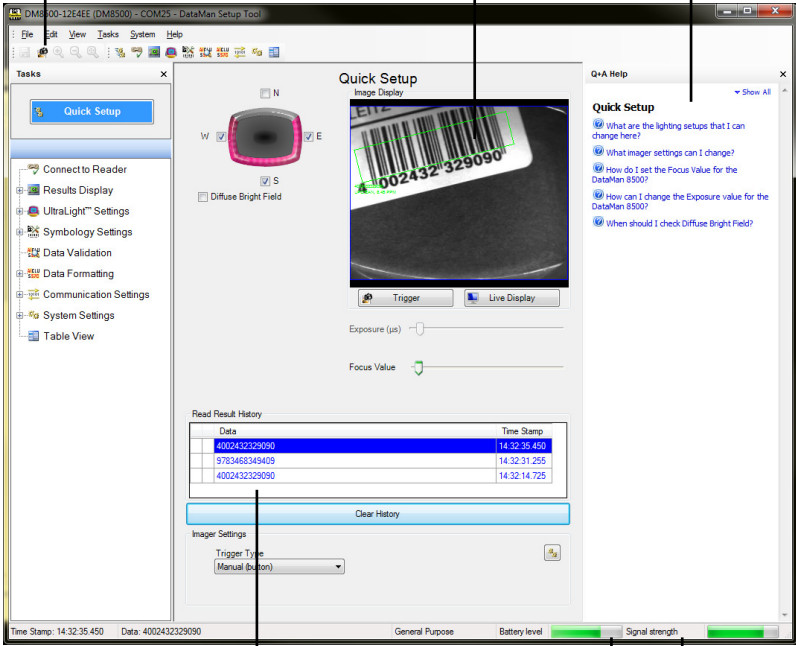 DM8500-12E4EE (DM8500) - COM25 - DataMan Setup Tool
File Edit View Tasks System Help
Tasks
Quick Setup
Connect to Reader
Results Display
UltraLight™ Settings
Symbology Settings
Data Validation
Data Formatting
Communication Settings
System Settings
Table View
Quick Setup
N
W
E
S
Diffuse Bright Field
Image Display
LEITZ
002432 329090
Trigger
Live Display
Exposure (µs)
Focus Value
Read Result History
Data Time Stamp
4002432329090 14:32:35.450
9783468349409 14:32:31.255
4002432329090 14:32:14.725
Clear History
Imager Settings
Trigger Type
Manual (button)
Q+A Help
Show All
Quick Setup
What are the lighting setups that I can
change here?
What imager settings can I change?
How do I set the Focus Value for the
DataMan 8500?
How can I change the Exposure value for the
DataMan 8500?
When should I check Diffuse Bright Field?
Time Stamp: 14:32:35.450 Data: 4002432329090 General Purpose Battery level Signal strength